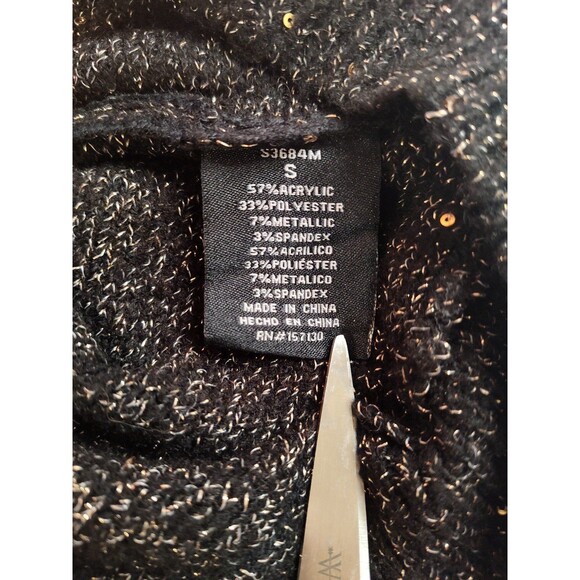 S3684M
S
57%ACRYLIC
33%POLYESTER
7%METALLIC
3%SPANDEX
57%ACRILICO
33%POLIÉSTER
7%METALICO
3%SPANDEX
MADE IN CHINA
HECHO EN CHINA
RN#157130